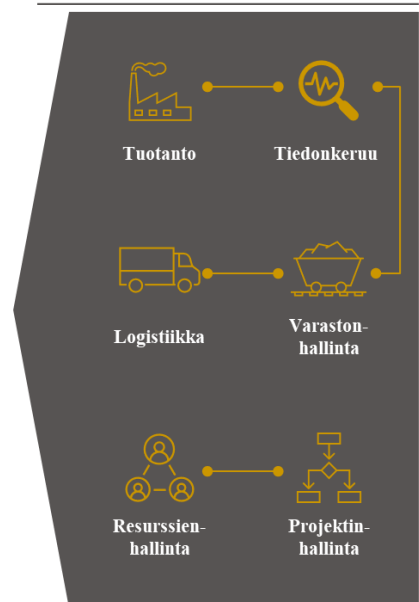 Tuotanto
Tiedonkeruu
Logistiikka
Varaston-
hallinta
Resurssien-
hallinta
Projektin-
hallinta